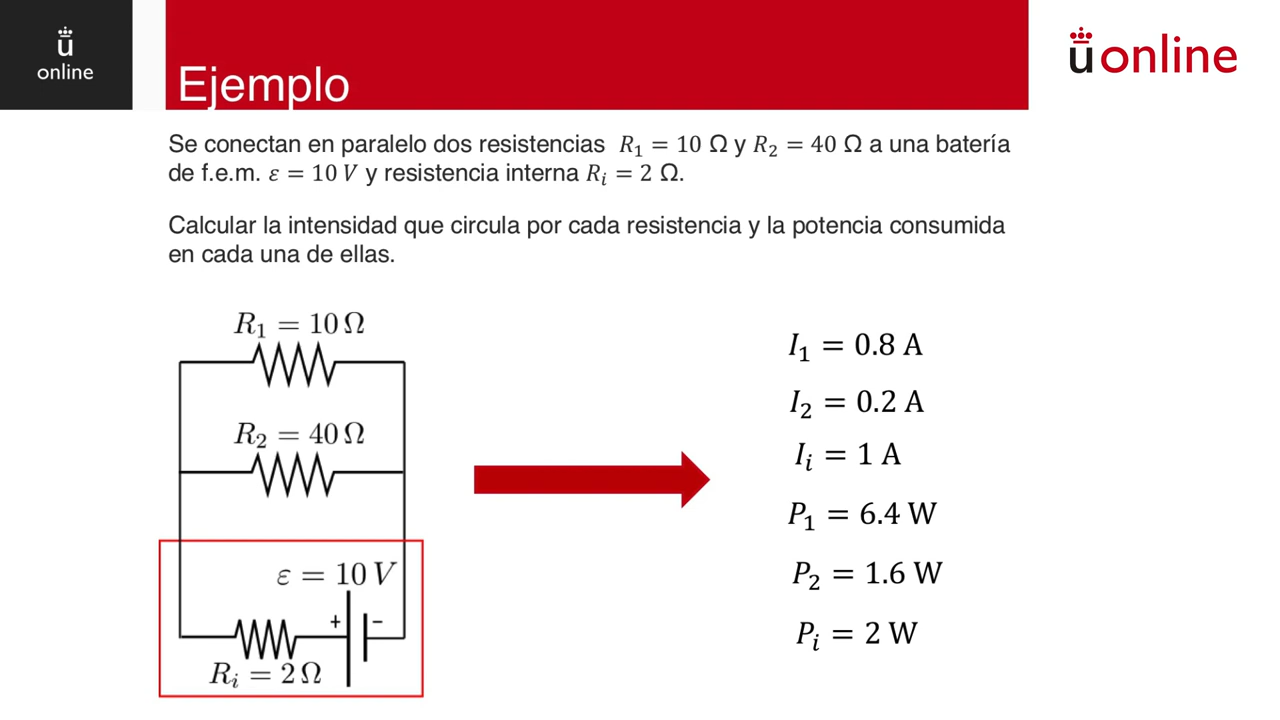 ü
online
Ejemplo
üonline
Se conectan en paralelo dos resistencias R₁ = 10 Ω y R₂ = 40 Ω a una batería
de f.e.m. ε = 10 V y resistencia interna Rᵢ = 2 Ω.
Calcular la intensidad que circula por cada resistencia y la potencia consumida
en cada una de ellas.
R₁ = 10 Ω
R₂ = 40 Ω
ε = 10 V
+ −
Rᵢ = 2 Ω
I₁ = 0.8 A
I₂ = 0.2 A
Iᵢ = 1 A
P₁ = 6.4 W
P₂ = 1.6 W
Pᵢ = 2 W